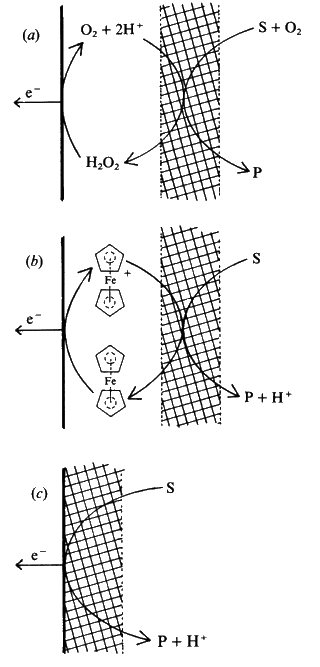 (a)
O₂ + 2H⁺
S + O₂
e⁻
H₂O₂
P
(b)
Fe
+
S
e⁻
Fe
P + H⁺
(c)
S
e⁻
P + H⁺